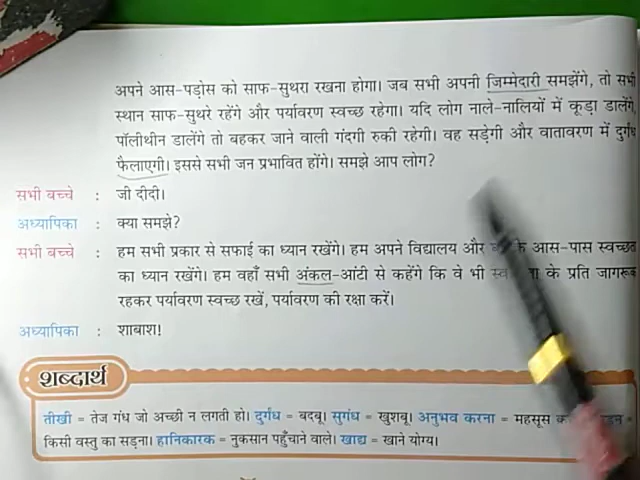 अपने आस-पड़ोस को साफ-सुथरा रखना होगा। जब सभी अपनी जिम्मेदारी समझेंगे, तो सभी
स्थान साफ-सुथरे रहेंगे और पर्यावरण स्वच्छ रहेगा। यदि लोग नाले-नालियों में कूड़ा डालेंगे,
पॉलीथीन डालेंगे तो बहकर जाने वाली गंदगी रुकी रहेगी। वह सड़ेगी और वातावरण में दुर्गंध
फैलाएगी। इससे सभी जन प्रभावित होंगे। समझे आप लोग?
सभी बच्चे : जी दीदी।
अध्यापिका : क्या समझे?
सभी बच्चे : हम सभी प्रकार से सफाई का ध्यान रखेंगे। हम अपने विद्यालय और के आस-पास
का ध्यान रखेंगे। हम वहाँ सभी अंकल-आंटी से कहेंगे कि वे भी के प्रति जागरूक
रहकर पर्यावरण स्वच्छ रखें, पर्यावरण की रक्षा करें।
अध्यापिका : शाबाश!
शब्दार्थ
तीखी = तेज गंध जो अच्छी न लगती हो। दुर्गंध = बदबू। सुगंध = खुशबू। अनुभव करना = महसूस =
किसी वस्तु का सड़ना। हानिकारक = नुकसान पहुँचाने वाले। खाद्य = खाने योग्य।